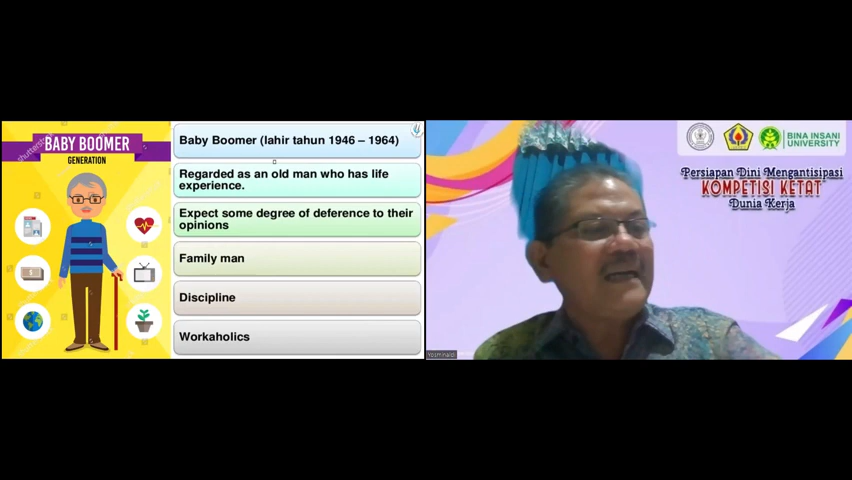 BABY BOOMER
GENERATION
Baby Boomer (lahir tahun 1946 – 1964)
Regarded as an old man who has life
experience.
Expect some degree of deference to their
opinions
Family man
Discipline
Workaholics
BINA INSANI
UNIVERSITY
Persiapan Dini Mengantisipasi
KOMPETISI KETAT
Dunia Kerja
Yozminaldi